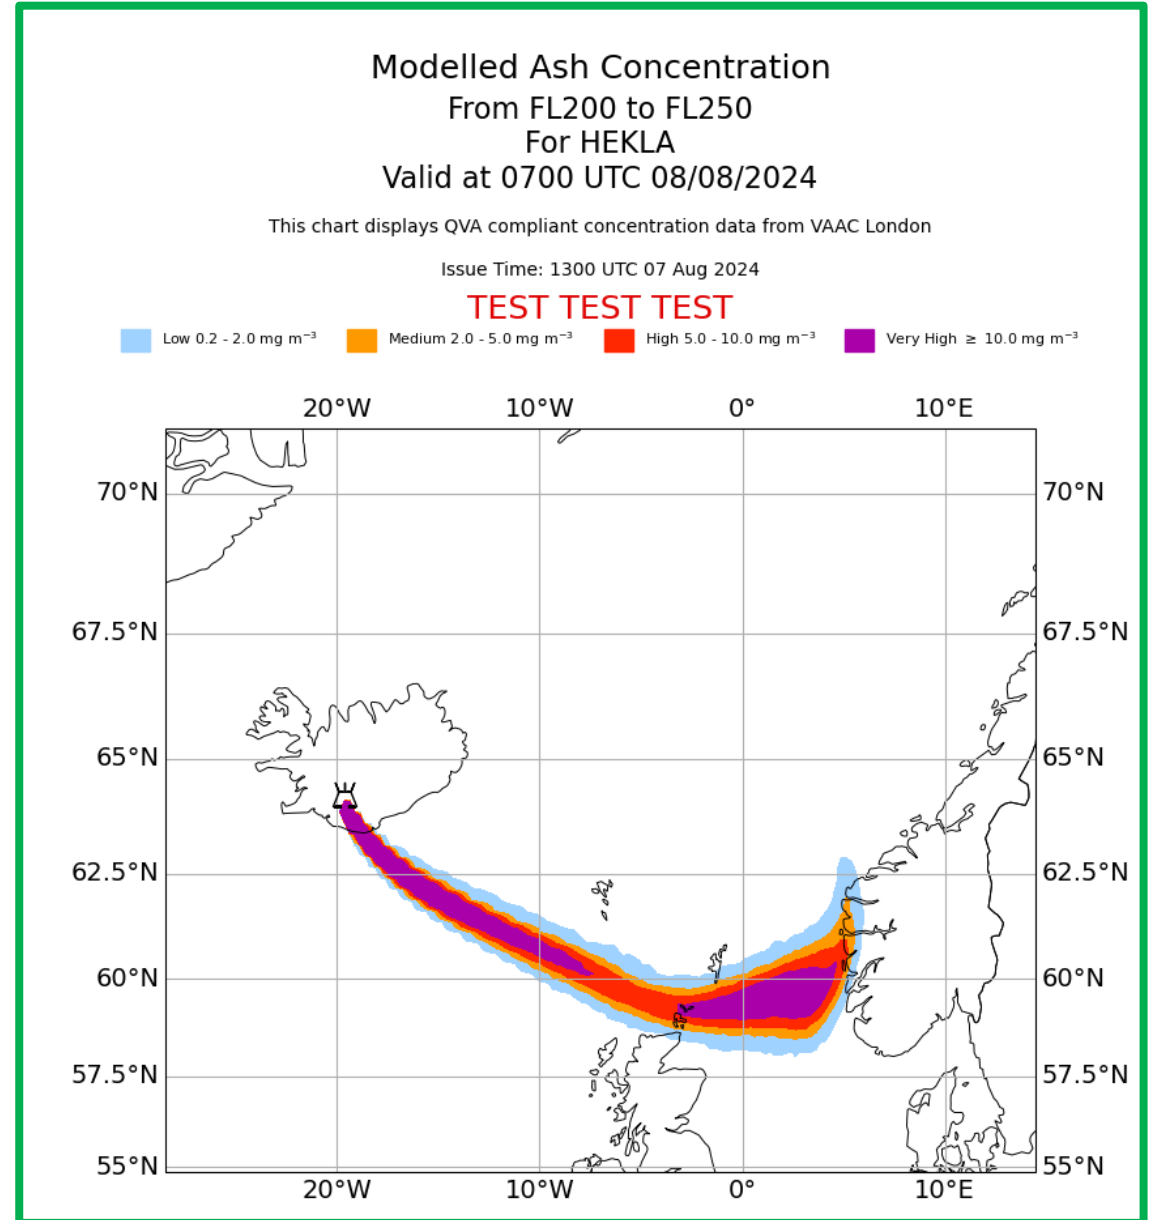 Modelled Ash Concentration
From FL200 to FL250
For HEKLA
Valid at 0700 UTC 08/08/2024
This chart displays QVA compliant concentration data from VAAC London
Issue Time: 1300 UTC 07 Aug 2024
TEST TEST TEST
Low 0.2 - 2.0 mg m⁻³ Medium 2.0 - 5.0 mg m⁻³ High 5.0 - 10.0 mg m⁻³ Very High ≥ 10.0 mg m⁻³
20°W 10°W 0° 10°E
70°N 70°N
67.5°N 67.5°N
65°N 65°N
62.5°N 62.5°N
60°N 60°N
57.5°N 57.5°N
55°N 55°N
20°W 10°W 0° 10°E